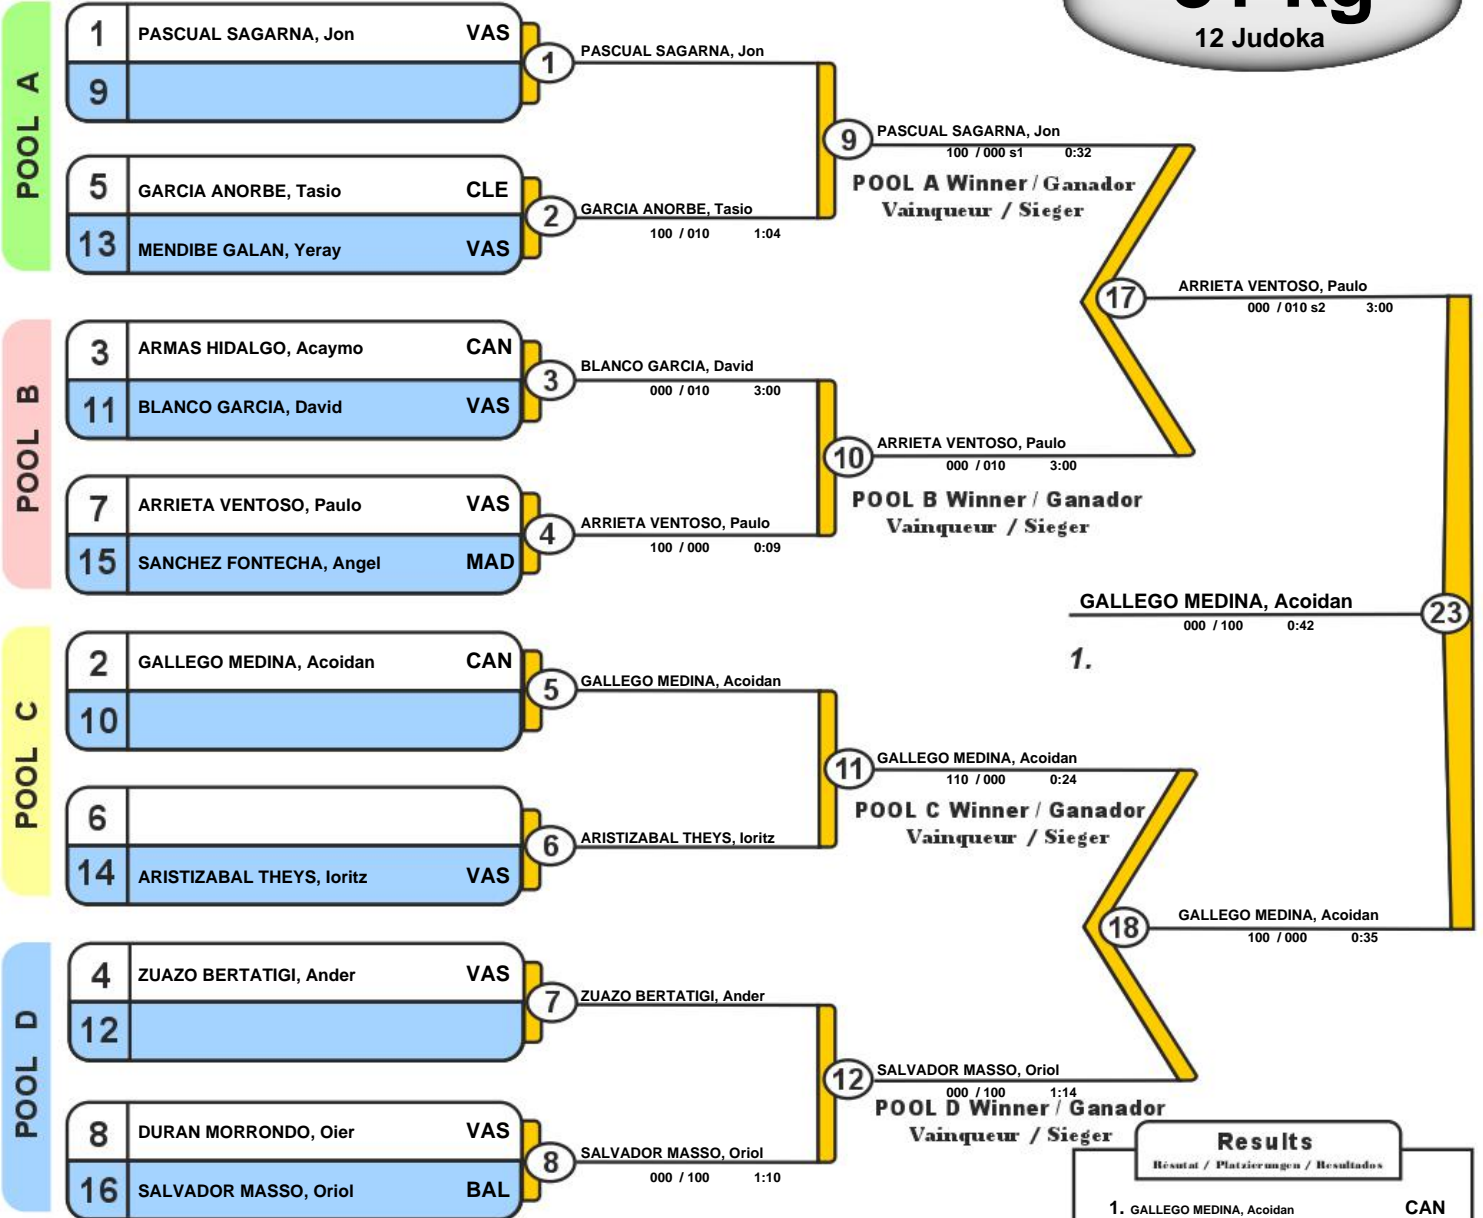 12 Judoka
POOL A
1 PASCUAL SAGARNA, Jon VAS
9
1 PASCUAL SAGARNA, Jon
5 GARCIA ANORBE, Tasio CLE
13 MENDIBE GALAN, Yeray VAS
2 GARCIA ANORBE, Tasio
100 / 010 1:04
9 PASCUAL SAGARNA, Jon
100 / 000 s1 0:32
POOL A Winner / Ganador
Vainqueur / Sieger
POOL B
3 ARMAS HIDALGO, Acaymo CAN
11 BLANCO GARCIA, David VAS
3 BLANCO GARCIA, David
000 / 010 3:00
7 ARRIETA VENTOSO, Paulo VAS
15 SANCHEZ FONTECHA, Angel MAD
4 ARRIETA VENTOSO, Paulo
100 / 000 0:09
10 ARRIETA VENTOSO, Paulo
000 / 010 3:00
POOL B Winner / Ganador
Vainqueur / Sieger
17 ARRIETA VENTOSO, Paulo
000 / 010 s2 3:00
GALLEGO MEDINA, Acoidan 23
000 / 100 0:42
1.
POOL C
2 GALLEGO MEDINA, Acoidan CAN
10
5 GALLEGO MEDINA, Acoidan
6
14 ARISTIZABAL THEYS, Ioritz VAS
6 ARISTIZABAL THEYS, Ioritz
11 GALLEGO MEDINA, Acoidan
110 / 000 0:24
POOL C Winner / Ganador
Vainqueur / Sieger
18 GALLEGO MEDINA, Acoidan
100 / 000 0:35
POOL D
4 ZUAZO BERTATIGI, Ander VAS
12
7 ZUAZO BERTATIGI, Ander
8 DURAN MORRONDO, Oier VAS
16 SALVADOR MASSO, Oriol BAL
8 SALVADOR MASSO, Oriol
000 / 100 1:10
12 SALVADOR MASSO, Oriol
000 / 100 1:14
POOL D Winner / Ganador
Vainqueur / Sieger
Results
Résutat / Platzierungen / Resultados
1. GALLEGO MEDINA, Acoidan CAN